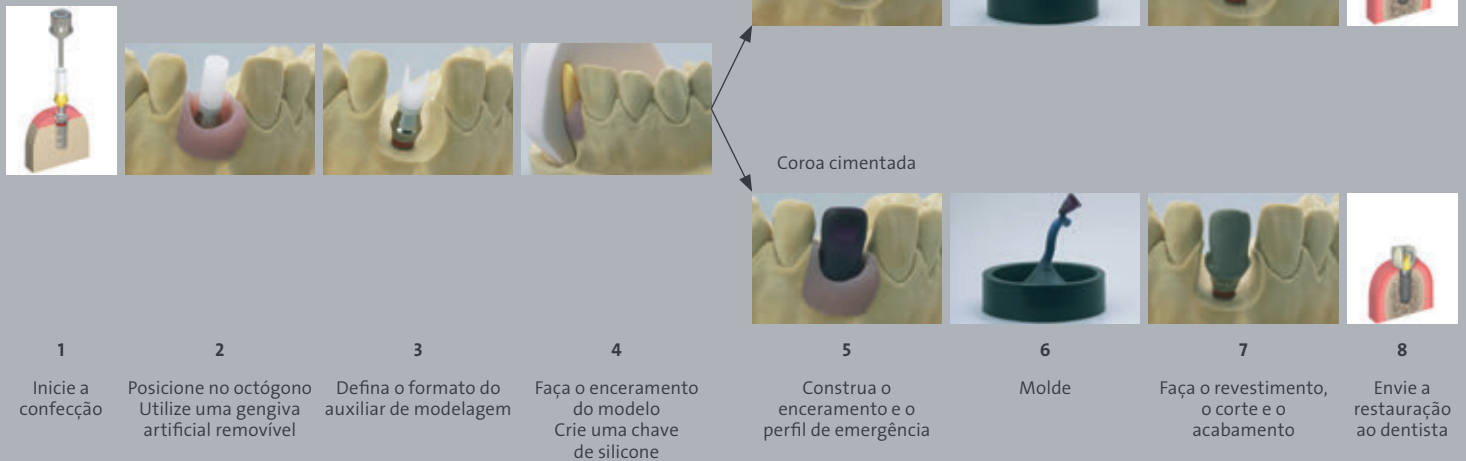 Coroa cimentada
1
Inicie a
confecção
2
Posicione no octógono
Utilize uma gengiva
artificial removível
3
Defina o formato do
auxiliar de modelagem
4
Faça o enceramento
do modelo
Crie uma chave
de silicone
5
Construa o
enceramento e o
perfil de emergência
6
Molde
7
Faça o revestimento,
o corte e o
acabamento
8
Envie a
restauração
ao dentista